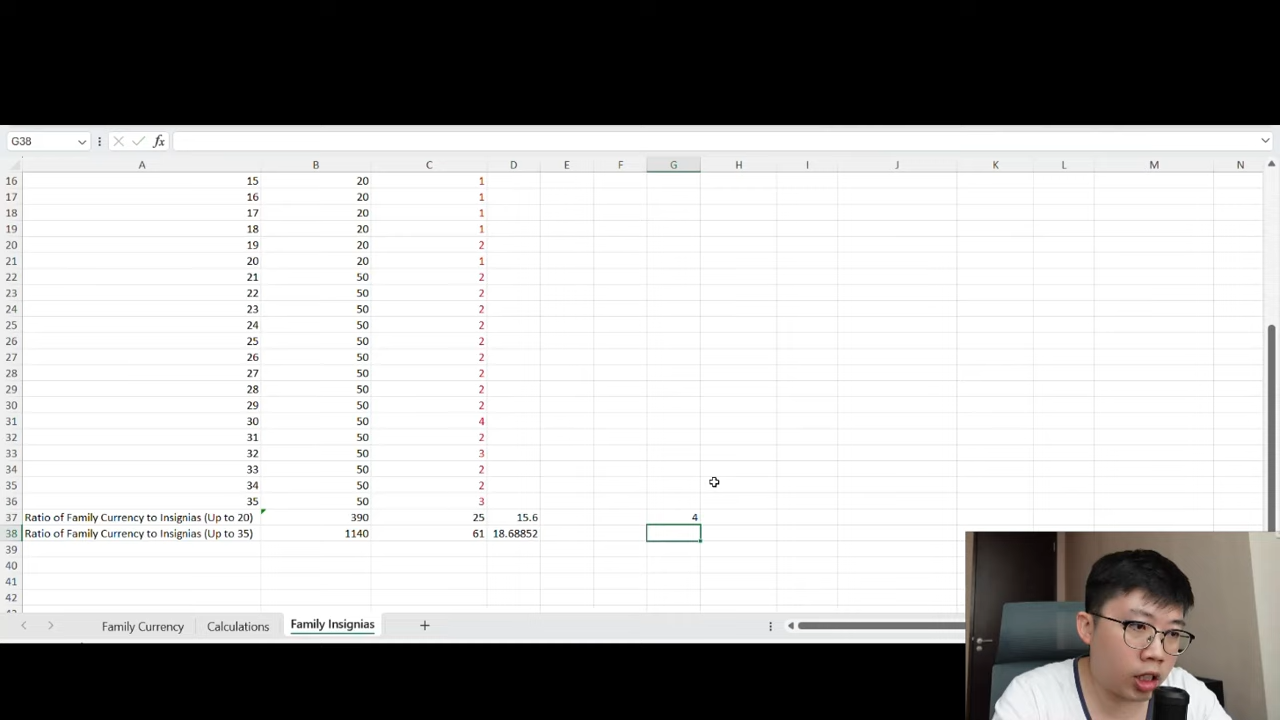 G38
fx
A B C D E F G H I J K L M N
16 15 20 1
17 16 20 1
18 17 20 1
19 18 20 1
20 19 20 2
21 20 20 1
22 21 50 2
23 22 50 2
24 23 50 2
25 24 50 2
26 25 50 2
27 26 50 2
28 27 50 2
29 28 50 2
30 29 50 2
31 30 50 4
32 31 50 2
33 32 50 3
34 33 50 2
35 34 50 2
36 35 50 3
37 Ratio of Family Currency to Insignias (Up to 20) 390 25 15.6 4
38 Ratio of Family Currency to Insignias (Up to 35) 1140 61 18.68852
39
40
41
42
Family Currency Calculations Family Insignias +